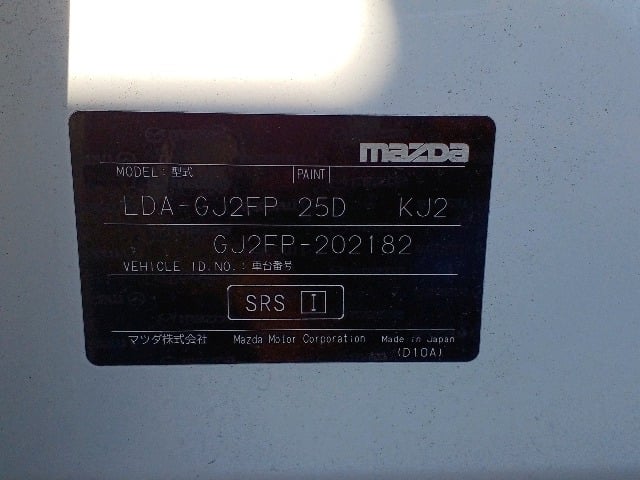 mazda
MODEL:型式 PAINT
LDA-GJ2FP 25D KJ2
GJ2FP-202182
VEHICLE ID.NO.:車台番号
SRS I
マツダ株式会社 Mazda Motor Corporation Made in Japan
(D10A)